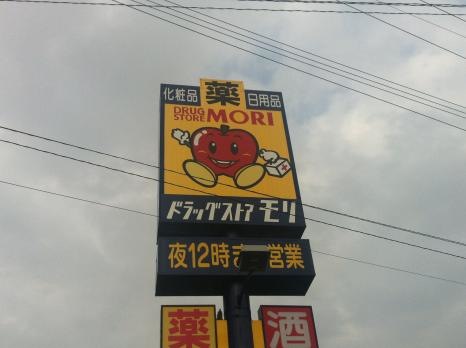 化粧品 薬 日用品
DRUG STORE MORI
ドラッグストア モリ
夜12時ま 営業
薬 酒